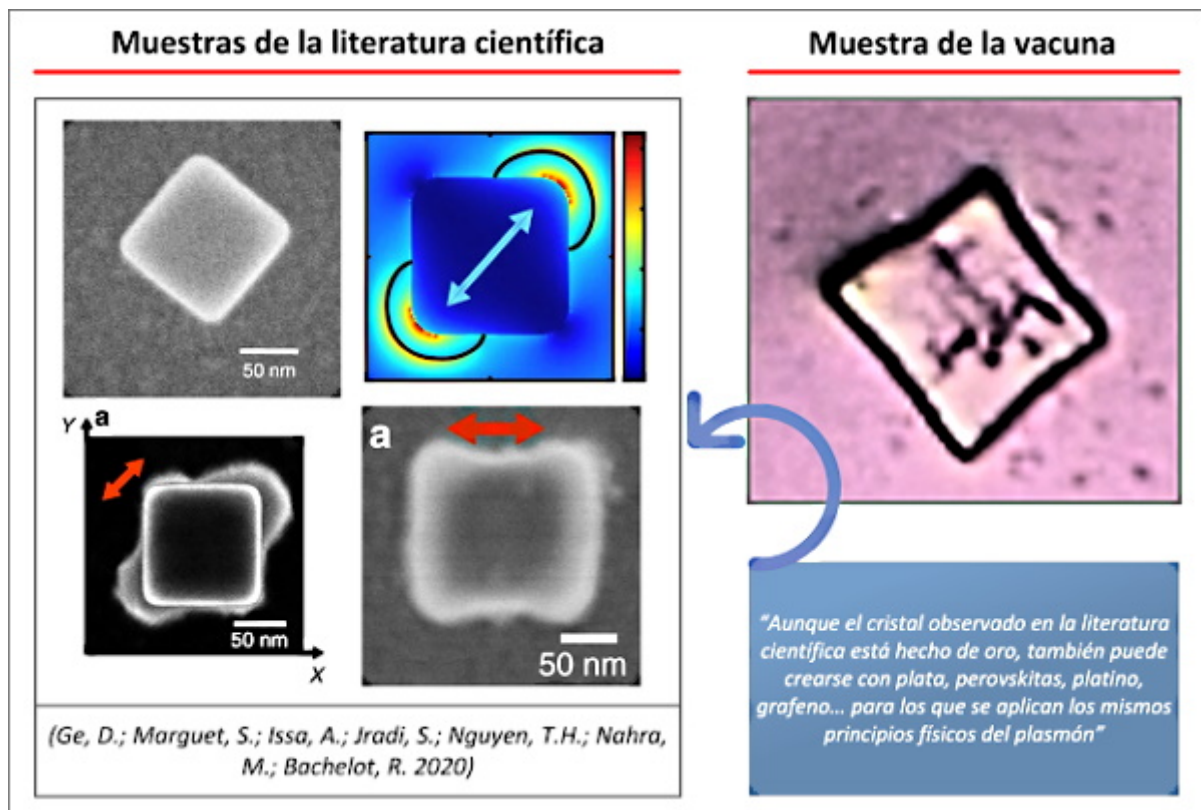 Muestras de la literatura científica
Muestra de la vacuna
50 nm
Y
a
50 nm
X
a
50 nm
(Ge, D.; Marguet, S.; Issa, A.; Jradi, S.; Nguyen, T.H.; Nahra,
M.; Bachelot, R. 2020)
"Aunque el cristal observado en la literatura
científica está hecho de oro, también puede
crearse con plata, perovskitas, platino,
grafeno... para los que se aplican los mismos
principios físicos del plasmón"